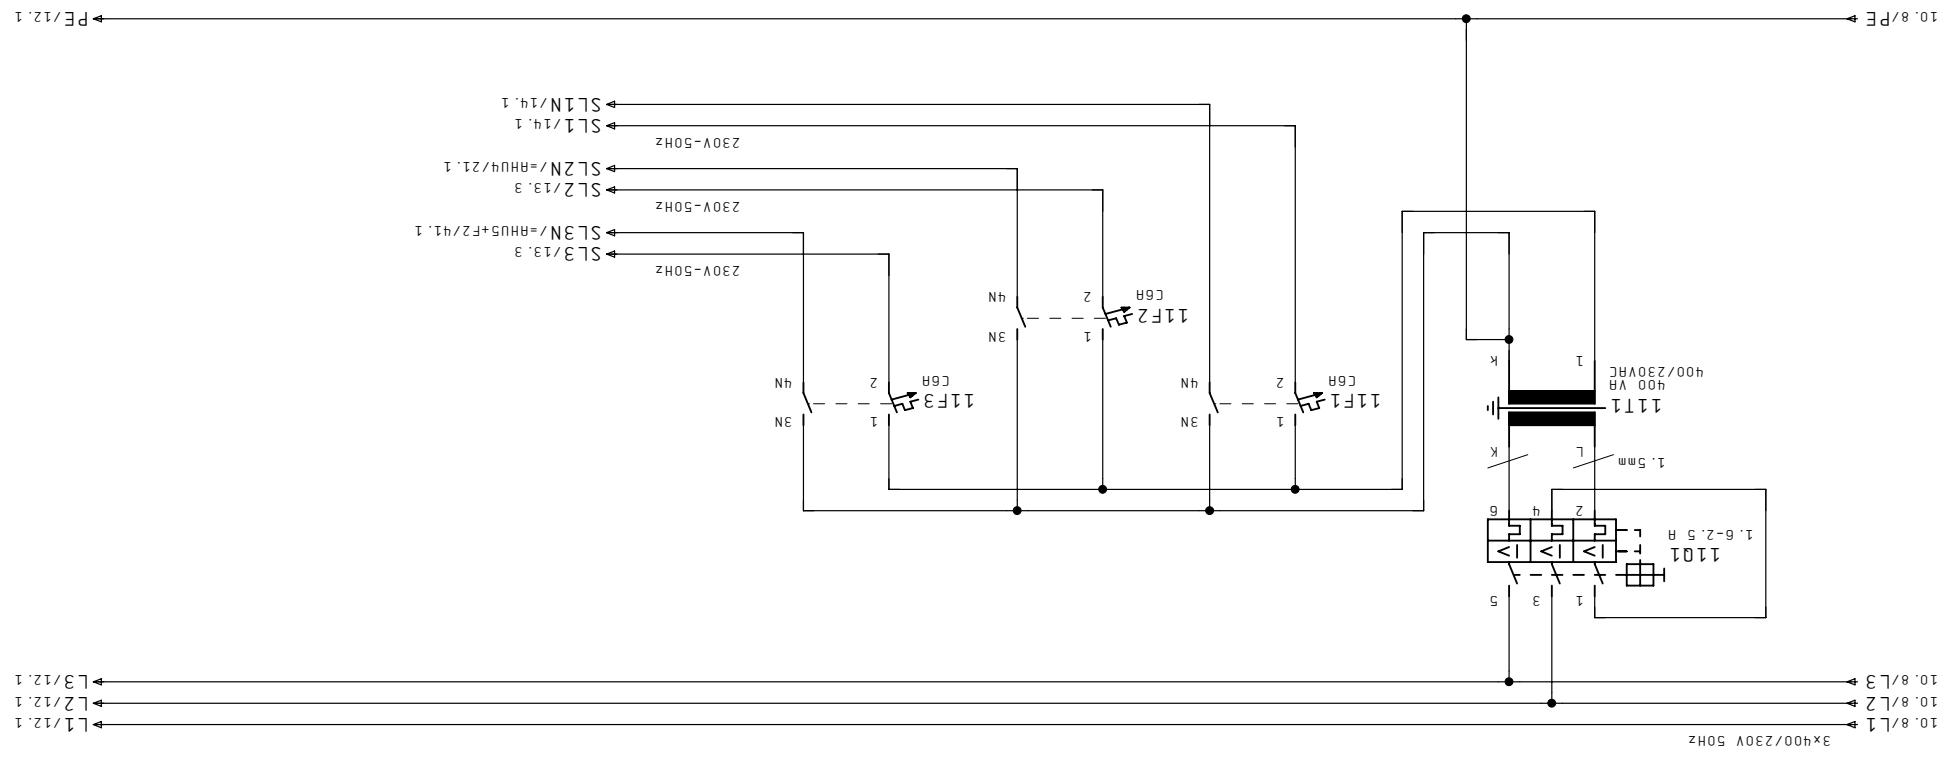 3x400/230V 50Hz
10.8/L1 L1/12.1
10.8/L2 L2/12.1
10.8/L3 L3/12.1
1 3 5
11Q1
1.6-2.5 A
2 4 6
1.5mm
L K
11T1
400 VA
400/230VAC
l k
1 3N
11F1
C6A
2 4N
1 3N
11F3
C6A
2 4N
1 3N
11F2
C6A
2 4N
230V-50Hz
SL3/13.3
SL3N/=AHU5+F2/41.1
230V-50Hz
SL2/13.3
SL2N/=AHU4/21.1
230V-50Hz
SL1/14.1
SL1N/14.1
10.8/PE PE/12.1